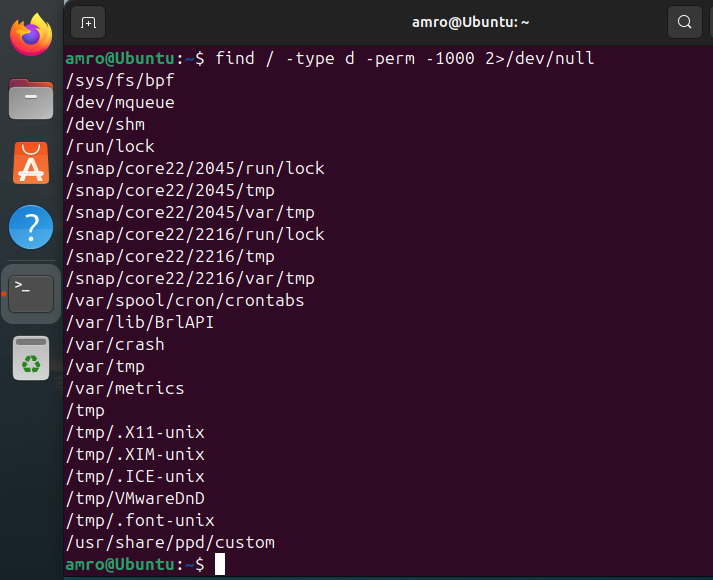 amro@Ubuntu: ~
amro@Ubuntu:~$ find / -type d -perm -1000 2>/dev/null
/sys/fs/bpf
/dev/mqueue
/dev/shm
/run/lock
/snap/core22/2045/run/lock
/snap/core22/2045/tmp
/snap/core22/2045/var/tmp
/snap/core22/2216/run/lock
/snap/core22/2216/tmp
/snap/core22/2216/var/tmp
/var/spool/cron/crontabs
/var/lib/BrlAPI
/var/crash
/var/tmp
/var/metrics
/tmp
/tmp/.X11-unix
/tmp/.XIM-unix
/tmp/.ICE-unix
/tmp/VMwareDnD
/tmp/.font-unix
/usr/share/ppd/custom
amro@Ubuntu:~$